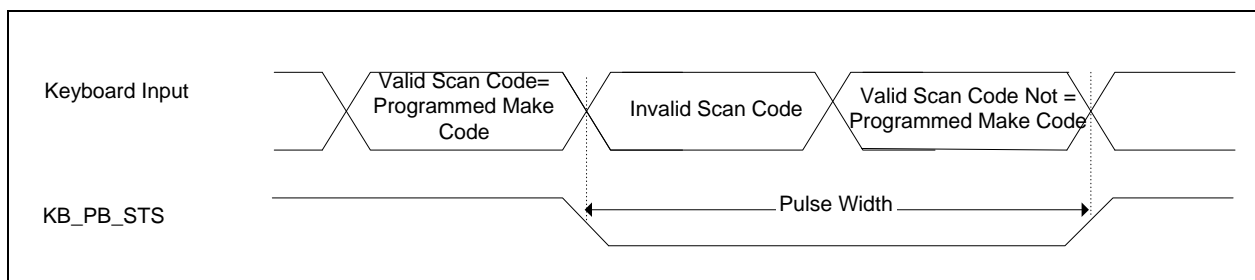 Keyboard Input
Valid Scan Code=
Programmed Make
Code
Invalid Scan Code
Valid Scan Code Not =
Programmed Make Code
KB_PB_STS
Pulse Width